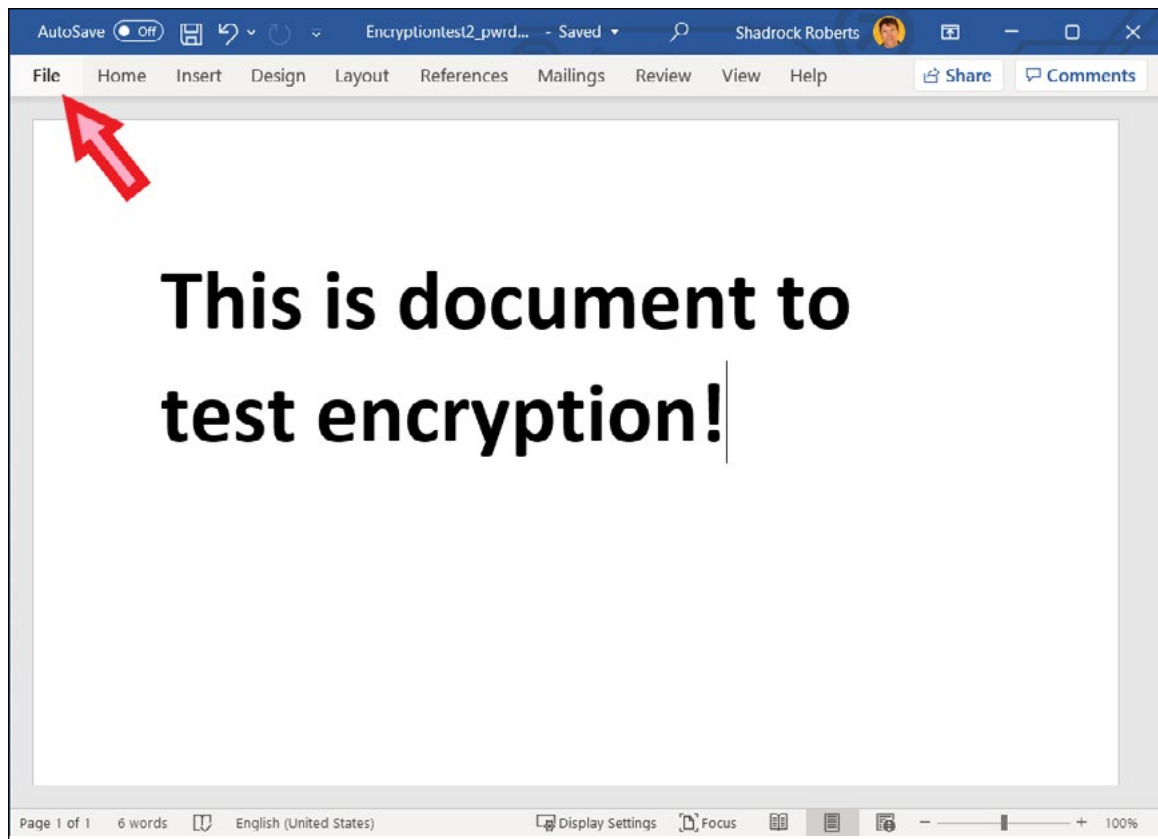 AutoSave Off Encryptiontest2_pwrd... - Saved Shadrock Roberts
File Home Insert Design Layout References Mailings Review View Help Share Comments
This is document to
test encryption!
Page 1 of 1 6 words English (United States) Display Settings Focus 100%